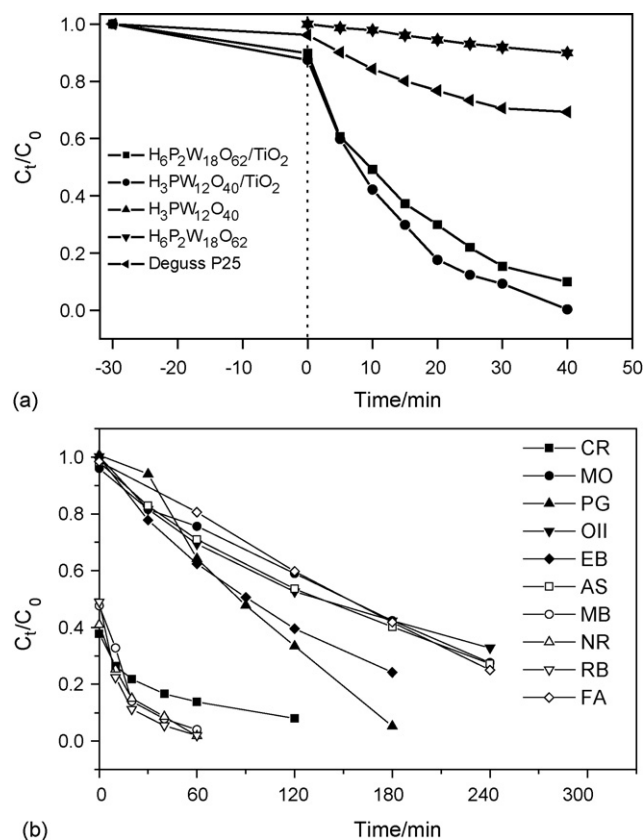 1.0
0.8
0.6
0.4
0.2
0.0
Ct/C0
H6P2W18O62/TiO2
H3PW12O40/TiO2
H3PW12O40
H6P2W18O62
Deguss P25
-30 -20 -10 0 10 20 30 40 50
(a) Time/min
1.0
0.8
0.6
0.4
0.2
0.0
Ct/C0
CR
MO
PG
OII
EB
AS
MB
NR
RB
FA
0 60 120 180 240 300
(b) Time/min